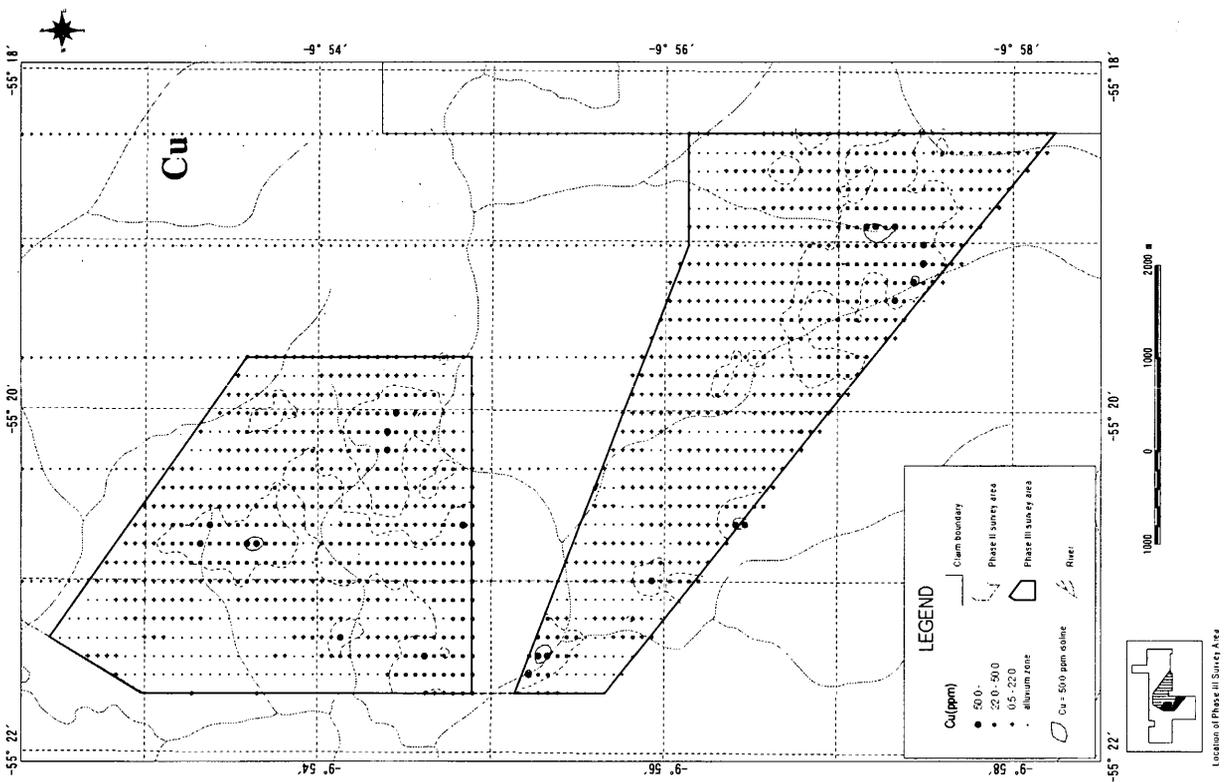 Cu
-9° 54′
-9° 56′
-9° 58′
-55° 18′
-55° 18′
-55° 20′
-55° 20′
-55° 22′
-55° 22′
-9° 54′
-9° 56′
-9° 58′
LEGEND
Cu(ppm)
50.0 -
22.0 - 50.0
0.5 - 22.0
alluvium zone
Cu = 50.0 ppm isoline
Claim boundary
Phase II survey area
Phase III survey area
River
1000 0 1000 2000 m
Location of Phase III Survey Area